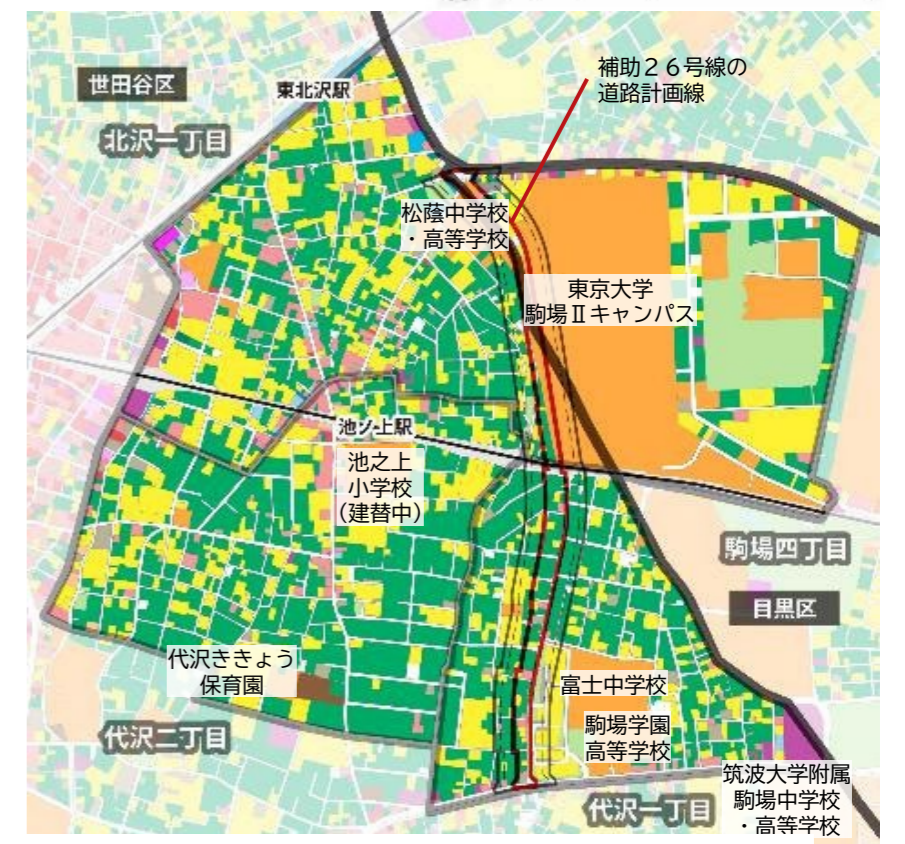 補助２６号線の
道路計画線
世田谷区
東北沢駅
北沢一丁目
松蔭中学校
・高等学校
東京大学
駒場Ⅱキャンパス
池ノ上駅
池之上
小学校
(建替中)
駒場四丁目
目黒区
代沢ききょう
保育園
富士中学校
駒場学園
高等学校
代沢二丁目
筑波大学附属
駒場中学校
・高等学校
代沢一丁目